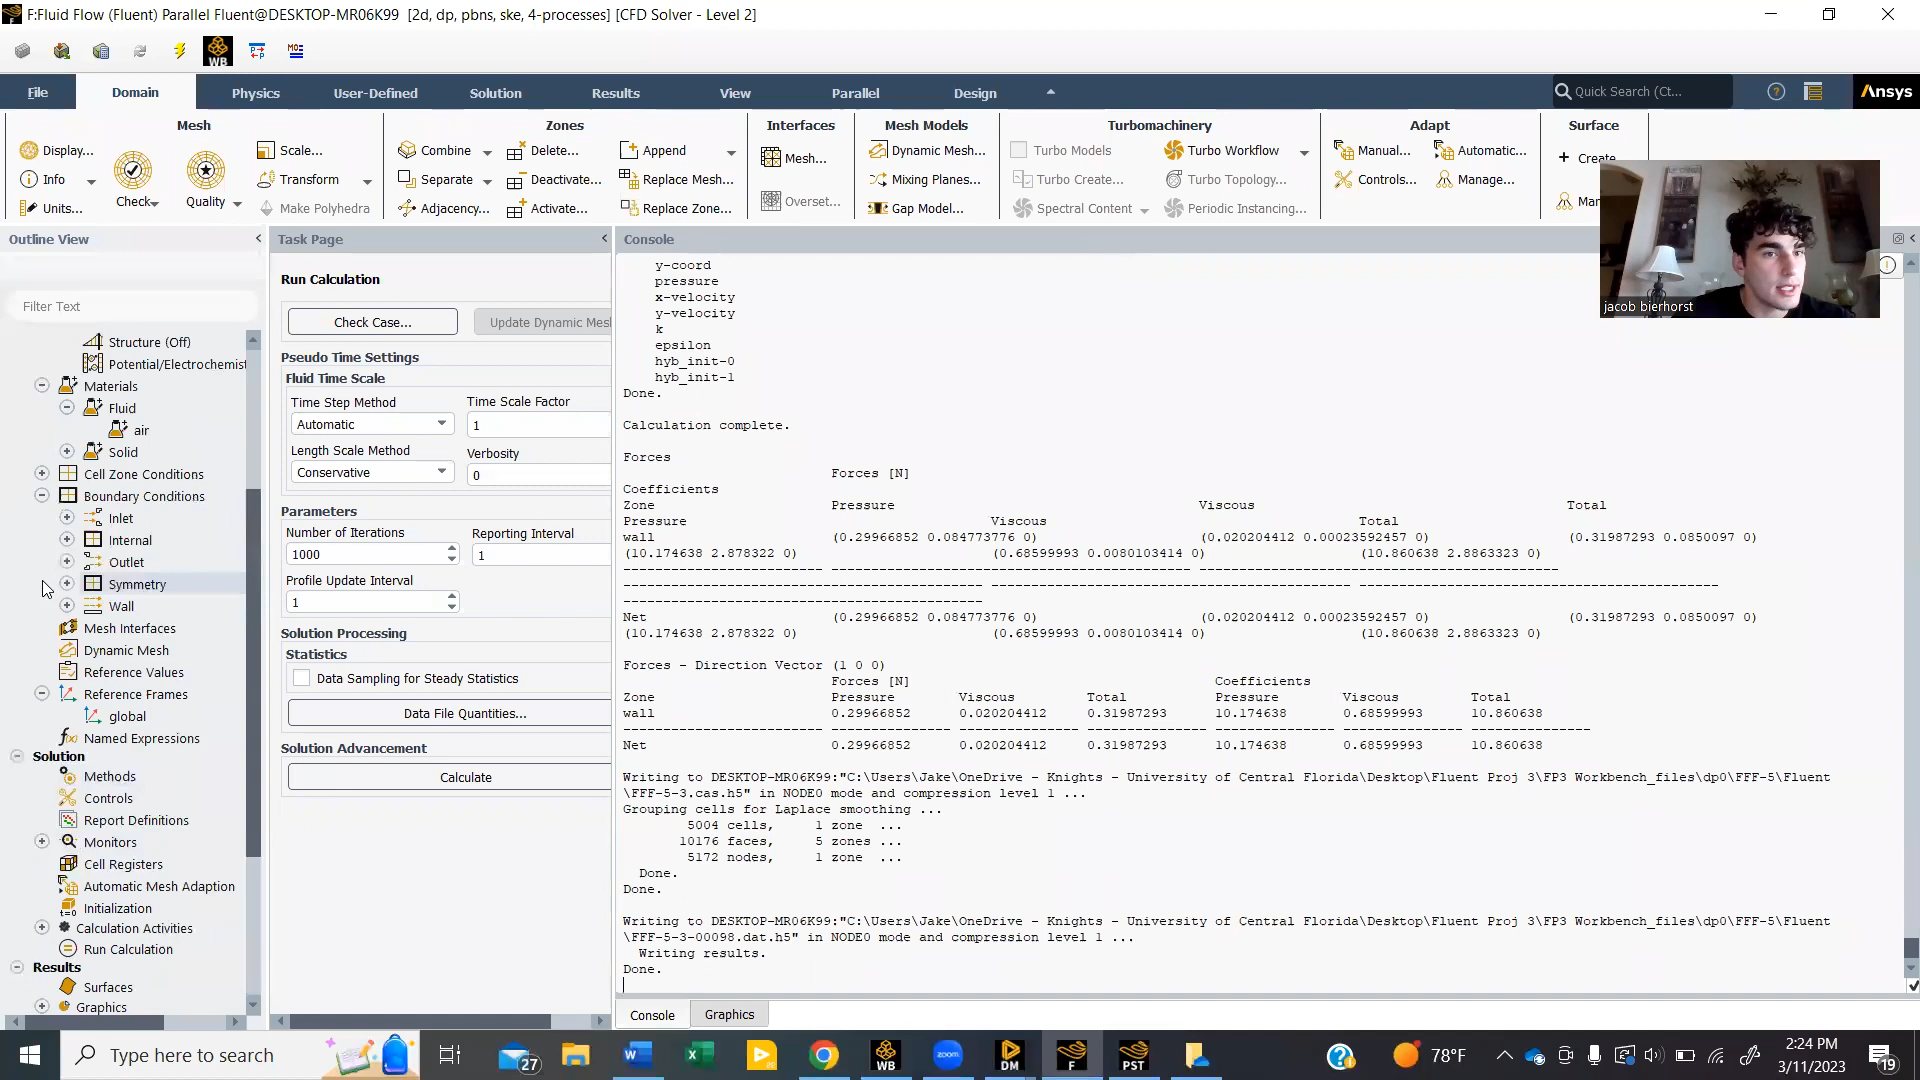 F:Fluid Flow (Fluent) Parallel Fluent@DESKTOP-MR06K99 [2d, dp, pbns, ske, 4-processes] [CFD Solver - Level 2]
WB
File Domain Physics User-Defined Solution Results View Parallel Design Quick Search (Ct... Ansys
Mesh Zones Interfaces Mesh Models Turbomachinery Adapt Surface
Display... Scale... Combine Delete... Append Mesh... Dynamic Mesh... Turbo Models Turbo Workflow Manual... Automatic... Create
Info Check Quality Transform Separate Deactivate... Replace Mesh... Mixing Planes... Turbo Create... Turbo Topology... Controls... Manage...
Units... Make Polyhedra Adjacency... Activate... Replace Zone... Overset... Gap Model... Spectral Content Periodic Instancing...
jacob bierhorst
Outline View
Filter Text
Structure (Off)
Potential/Electrochemist
Materials
Fluid
air
Solid
Cell Zone Conditions
Boundary Conditions
Inlet
Internal
Outlet
Symmetry
Wall
Mesh Interfaces
Dynamic Mesh
Reference Values
Reference Frames
global
Named Expressions
Solution
Methods
Controls
Report Definitions
Monitors
Cell Registers
Automatic Mesh Adaption
Initialization
Calculation Activities
Run Calculation
Results
Surfaces
Graphics
Task Page
Run Calculation
Check Case... Update Dynamic Mesh
Pseudo Time Settings
Fluid Time Scale
Time Step Method Time Scale Factor
Automatic 1
Length Scale Method Verbosity
Conservative 0
Parameters
Number of Iterations Reporting Interval
1000 1
Profile Update Interval
1
Solution Processing
Statistics
Data Sampling for Steady Statistics
Data File Quantities...
Solution Advancement
Calculate
Console
y-coord
pressure
x-velocity
y-velocity
k
epsilon
hyb_init-0
hyb_init-1
Done.
Calculation complete.
Forces
Forces [N]
Coefficients
Zone Pressure Viscous Total
Pressure Viscous Total
wall (0.29966852 0.084773776 0) (0.020204412 0.00023592457 0) (0.31987293 0.0850097 0)
(10.174638 2.878322 0) (0.68599993 0.0080103414 0) (10.860638 2.8863323 0)
Net (0.29966852 0.084773776 0) (0.020204412 0.00023592457 0) (0.31987293 0.0850097 0)
(10.174638 2.878322 0) (0.68599993 0.0080103414 0) (10.860638 2.8863323 0)
Forces - Direction Vector (1 0 0)
Forces [N] Coefficients
Zone Pressure Viscous Total Pressure Viscous Total
wall 0.29966852 0.020204412 0.31987293 10.174638 0.68599993 10.860638
Net 0.29966852 0.020204412 0.31987293 10.174638 0.68599993 10.860638
Writing to DESKTOP-MR06K99:"C:\Users\Jake\OneDrive - Knights - University of Central Florida\Desktop\Fluent Proj 3\FP3 Workbench_files\dp0\FFF-5\Fluent
\FFF-5-3.cas.h5" in NODE0 mode and compression level 1 ...
Grouping cells for Laplace smoothing ...
5004 cells, 1 zone ...
10176 faces, 5 zones ...
5172 nodes, 1 zone ...
Done.
Done.
Writing to DESKTOP-MR06K99:"C:\Users\Jake\OneDrive - Knights - University of Central Florida\Desktop\Fluent Proj 3\FP3 Workbench_files\dp0\FFF-5\Fluent
\FFF-5-3-00098.dat.h5" in NODE0 mode and compression level 1 ...
Writing results.
Done.
Console Graphics
Type here to search 27 WB zoom DM F PST 78°F 2:24 PM
3/11/2023 19